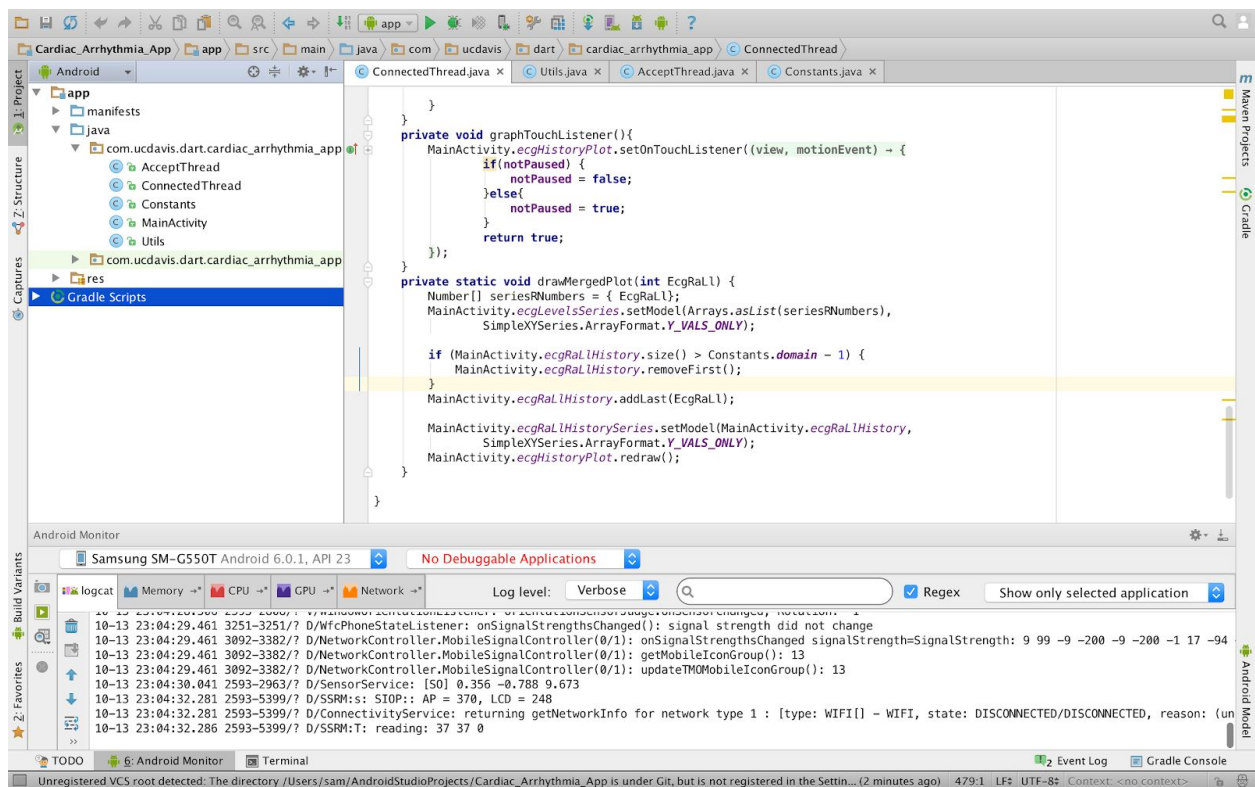 app
?
Cardiac_Arrhythmia_App app src main java com ucdavis dart cardiac_arrhythmia_app C ConnectedThread
Android
C ConnectedThread.java × C Utils.java × C AcceptThread.java × C Constants.java ×
1: Project
Z: Structure
Captures
Build Variants
2: Favorites
app
manifests
java
com.ucdavis.dart.cardiac_arrhythmia_app
C AcceptThread
C ConnectedThread
C Constants
C MainActivity
C Utils
com.ucdavis.dart.cardiac_arrhythmia_app
res
Gradle Scripts
}
}
private void graphTouchListener(){
MainActivity.ecgHistoryPlot.setOnTouchListener((view, motionEvent) → {
if(notPaused) {
notPaused = false;
}else{
notPaused = true;
}
return true;
});
}
private static void drawMergedPlot(int EcgRaLl) {
Number[] seriesRNumbers = { EcgRaLl};
MainActivity.ecgLevelsSeries.setModel(Arrays.asList(seriesRNumbers),
SimpleXYSeries.ArrayFormat.Y_VALS_ONLY);
if (MainActivity.ecgRaLlHistory.size() > Constants.domain - 1) {
MainActivity.ecgRaLlHistory.removeFirst();
}
MainActivity.ecgRaLlHistory.addLast(EcgRaLl);
MainActivity.ecgRaLlHistorySeries.setModel(MainActivity.ecgRaLlHistory,
SimpleXYSeries.ArrayFormat.Y_VALS_ONLY);
MainActivity.ecgHistoryPlot.redraw();
}
}
m Maven Projects
Gradle
Android Model
Android Monitor
Samsung SM-G550T Android 6.0.1, API 23 No Debuggable Applications
logcat Memory CPU GPU Network Log level: Verbose Regex Show only selected application
10-13 23:04:29.461 3251-3251/? D/WfcPhoneStateListener: onSignalStrengthsChanged(): signal strength did not change
10-13 23:04:29.461 3092-3382/? D/NetworkController.MobileSignalController(0/1): onSignalStrengthsChanged signalStrength=SignalStrength: 9 99 -9 -200 -9 -200 -1 17 -94
10-13 23:04:29.461 3092-3382/? D/NetworkController.MobileSignalController(0/1): getMobileIconGroup(): 13
10-13 23:04:29.461 3092-3382/? D/NetworkController.MobileSignalController(0/1): updateTMOMobileIconGroup(): 13
10-13 23:04:30.041 2593-2963/? D/SensorService: [SO] 0.356 -0.788 9.673
10-13 23:04:32.281 2593-5399/? D/SSRM:s: SIOP:: AP = 370, LCD = 248
10-13 23:04:32.281 2593-5399/? D/ConnectivityService: returning getNetworkInfo for network type 1 : [type: WIFI[] - WIFI, state: DISCONNECTED/DISCONNECTED, reason: (un
10-13 23:04:32.286 2593-5399/? D/SSRM:T: reading: 37 37 0
>>
TODO 6: Android Monitor Terminal 2 Event Log Gradle Console
Unregistered VCS root detected: The directory /Users/sam/AndroidStudioProjects/Cardiac_Arrhythmia_App is under Git, but is not registered in the Settin... (2 minutes ago) 479:1 LF÷ UTF-8÷ Context: <no context>